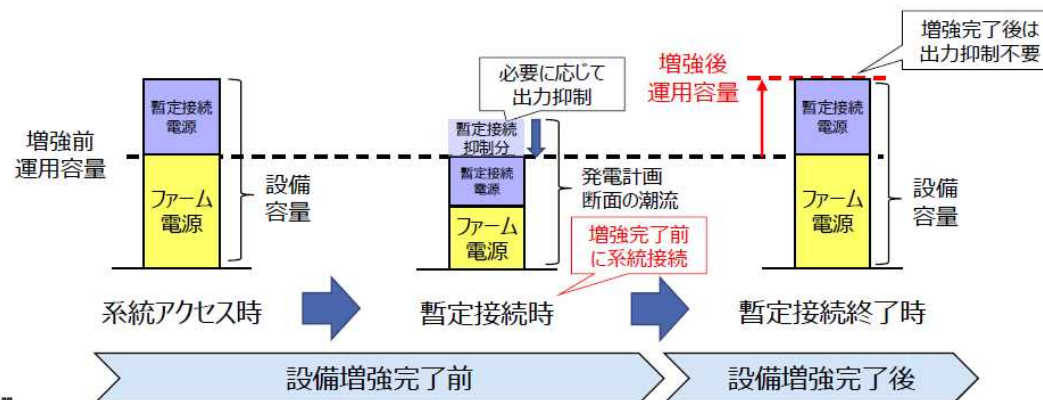 増強完了後は
出力抑制不要
増強後
運用容量
必要に応じて
出力抑制
暫定接続
電源
暫定接続
抑制分
暫定接続
電源
増強前
運用容量
暫定接続
電源
ファーム
電源
設備
容量
発電計画
断面の潮流
ファーム
電源
ファーム
電源
設備
容量
増強完了前
に系統接続
系統アクセス時
暫定接続時
暫定接続終了時
設備増強完了前
設備増強完了後